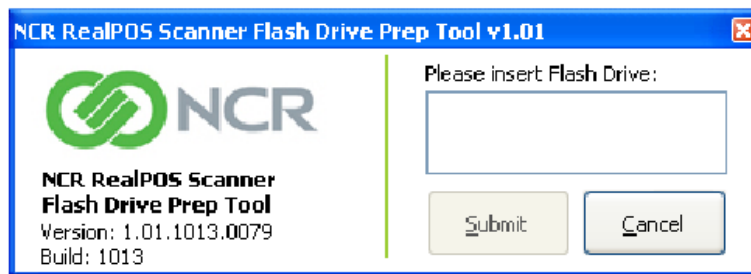 NCR RealPOS Scanner Flash Drive Prep Tool v1.01
NCR
NCR RealPOS Scanner
Flash Drive Prep Tool
Version: 1.01.1013.0079
Build: 1013
Please insert Flash Drive:
Submit
Cancel